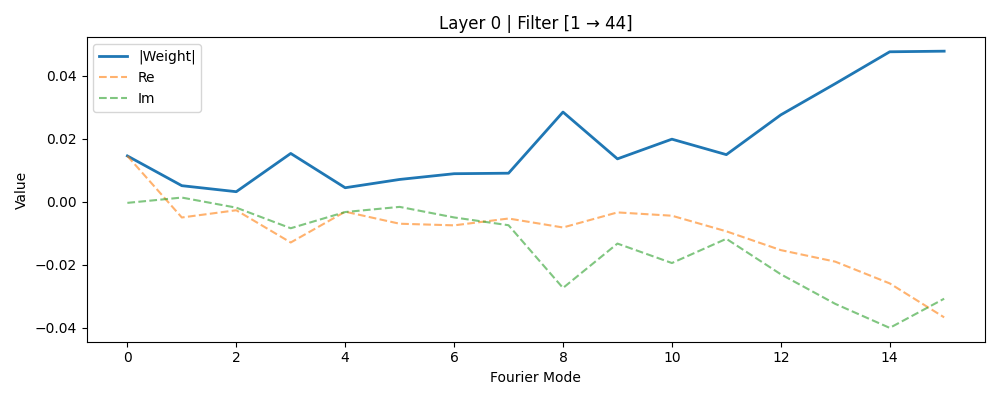 Layer 0 | Filter [1 → 44]
|Weight|
Re
Im
Value
0.04
0.02
0.00
−0.02
−0.04
0 2 4 6 8 10 12 14
Fourier Mode